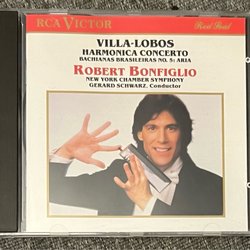 RCA VICTOR Red Seal
VILLA-LOBOS
HARMONICA CONCERTO
BACHIANAS BRASILEIRAS NO. 5: ARIA
ROBERT BONFIGLIO
NEW YORK CHAMBER SYMPHONY
GERARD SCHWARZ, Conductor